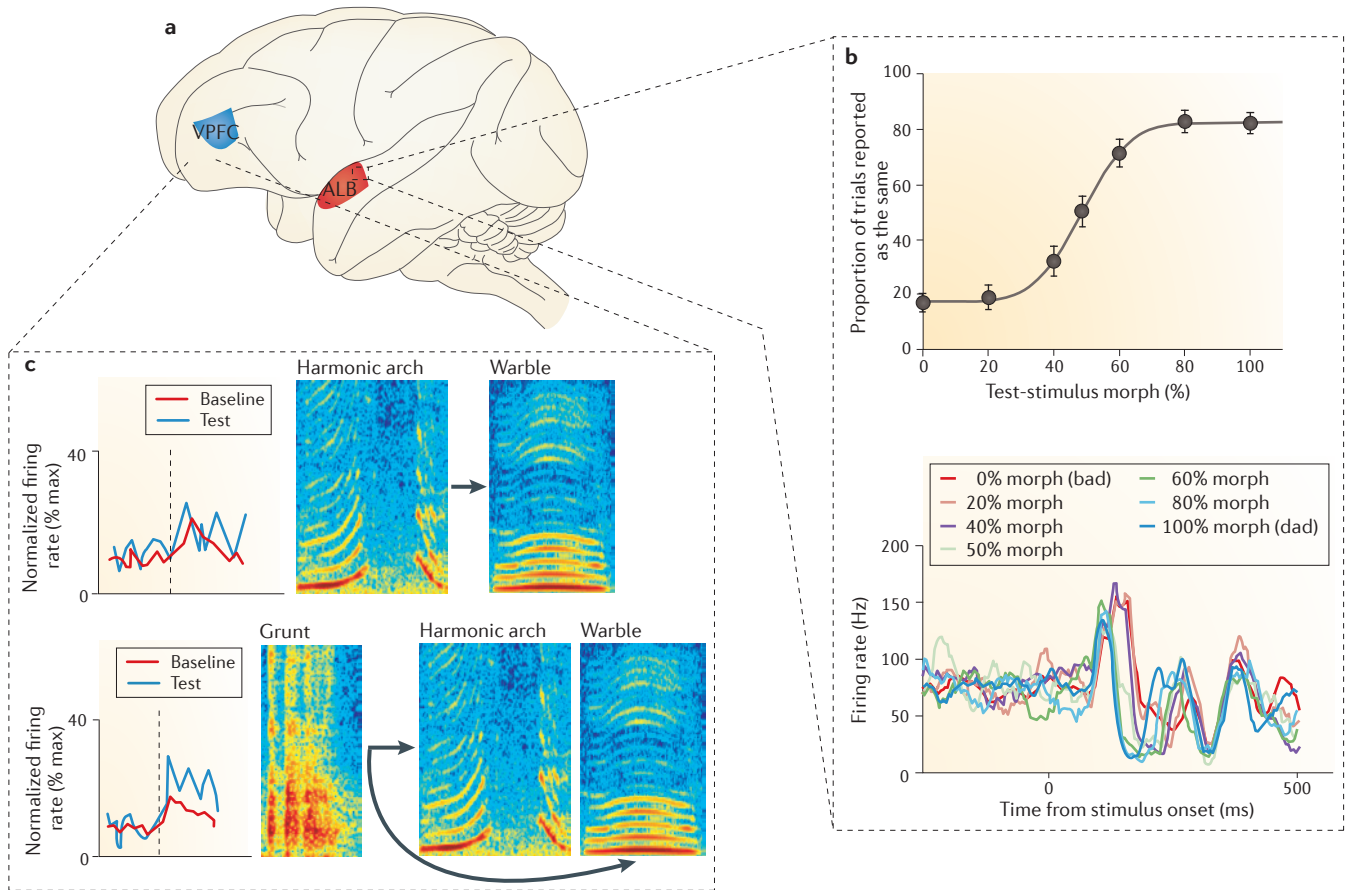 a
VPFC
ALB
b
Proportion of trials reported
as the same
100
80
60
40
20
0
0 20 40 60 80 100
Test-stimulus morph (%)
0% morph (bad)
20% morph
40% morph
50% morph
60% morph
80% morph
100% morph (dad)
Firing rate (Hz)
200
150
100
50
0
0 500
Time from stimulus onset (ms)
c
Baseline
Test
Normalized firing
rate (% max)
40
0
Harmonic arch
Warble
Baseline
Test
Normalized firing
rate (% max)
40
0
Grunt
Harmonic arch
Warble